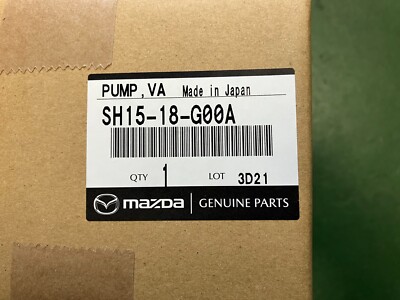 PUMP,VA Made in Japan
SH15-18-G00A
QTY 1 LOT 3D21
mazda GENUINE PARTS